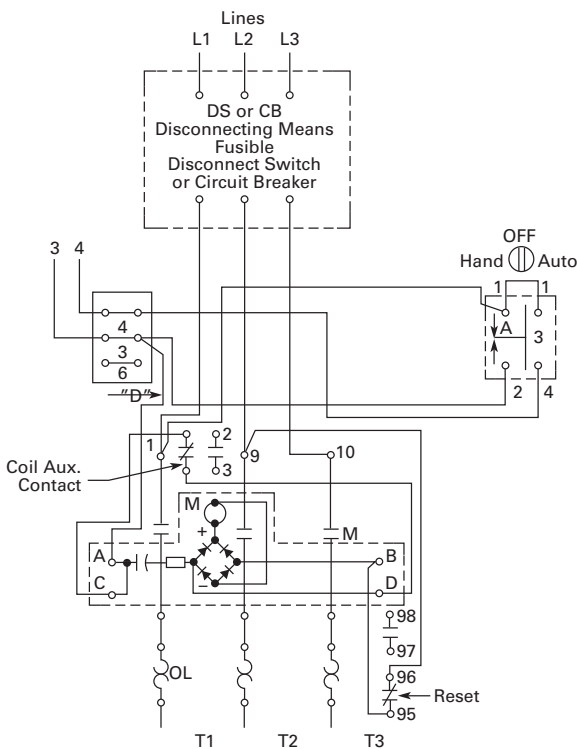 Lines
L1 L2 L3
DS or CB
Disconnecting Means
Fusible
Disconnect Switch
or Circuit Breaker
OFF
Hand Auto
3 4
1 1
4
A
3
3
6
2 4
"D"
1
2
9
10
3
Coil Aux.
Contact
M
+
M
A
B
C
–
D
98
97
OL
96
Reset
95
T1 T2 T3